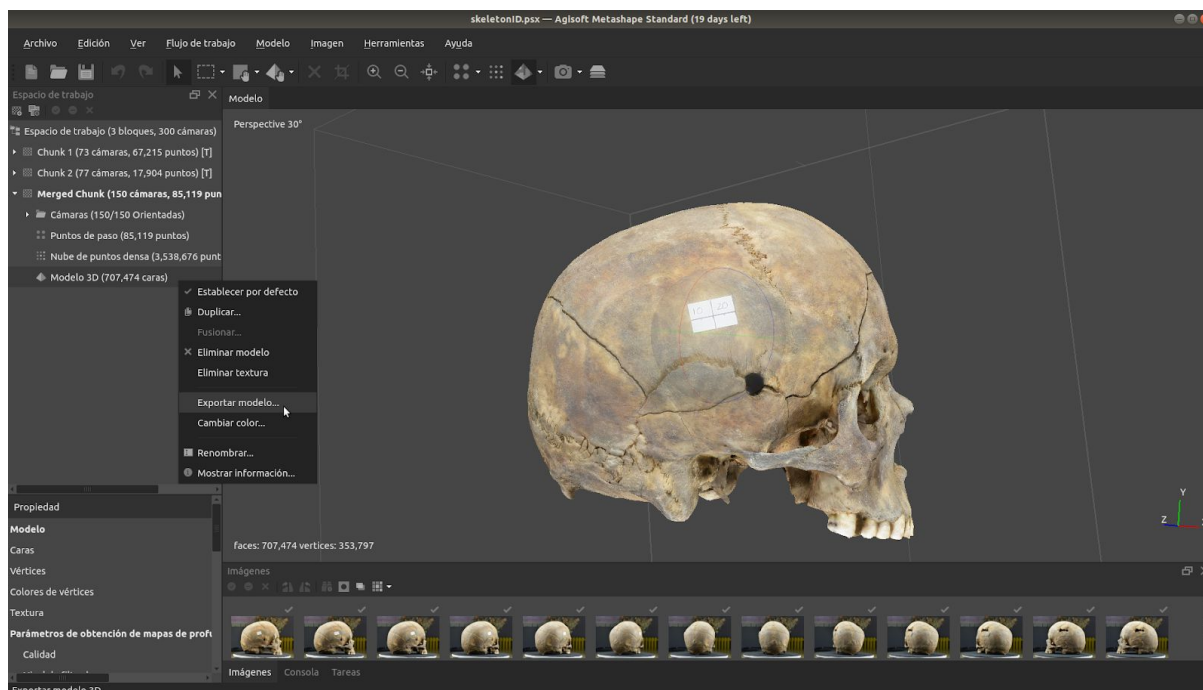 skeletonID.psx — Agisoft Metashape Standard (19 days left)
Archivo Edición Ver Flujo de trabajo Modelo Imagen Herramientas Ayuda
Espacio de trabajo
Modelo
Perspective 30°
Espacio de trabajo (3 bloques, 300 cámaras)
Chunk 1 (73 cámaras, 67,215 puntos) [T]
Chunk 2 (77 cámaras, 17,904 puntos) [T]
Merged Chunk (150 cámaras, 85,119 pun
Cámaras (150/150 Orientadas)
Puntos de paso (85,119 puntos)
Nube de puntos densa (3,538,676 punt
Modelo 3D (707,474 caras)
Establecer por defecto
Duplicar...
Fusionar...
Eliminar modelo
Eliminar textura
Exportar modelo...
Cambiar color...
Renombrar...
Mostrar información...
10 20
Y
Z
faces: 707,474 vertices: 353,797
Propiedad
Modelo
Caras
Vértices
Colores de vértices
Textura
Parámetros de obtención de mapas de profu
Calidad
Imágenes
Imágenes Consola Tareas
Exportar modelo 3D